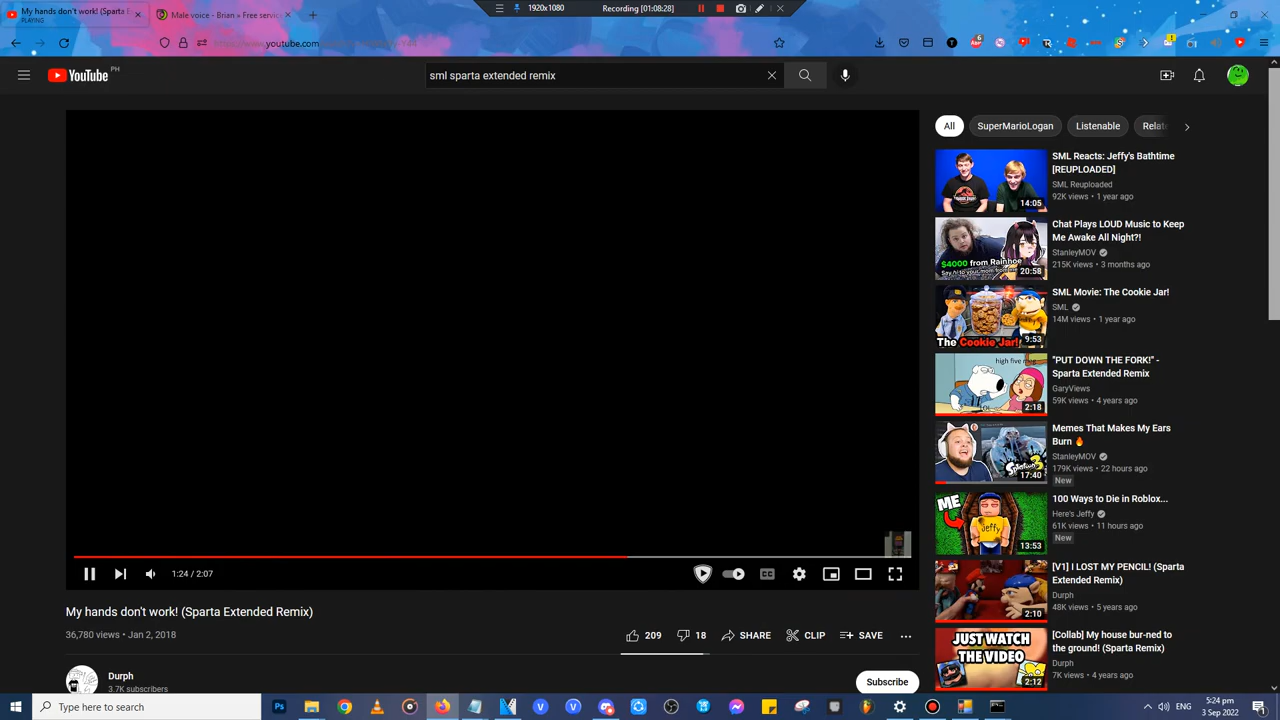 My hands don't work! (Sparta E
PLAYING
Male voice - Brian » Free servic
1920x1080
Recording [01:08:28]
https://www.youtube.com
YouTube PH
sml sparta extended remix
All
SuperMarioLogan
Listenable
Relate
SML Reacts: Jeffy's Bathtime
[REUPLOADED]
SML Reuploaded
92K views • 1 year ago
14:05
Chat Plays LOUD Music to Keep
Me Awake All Night?!
StanleyMOV
215K views • 3 months ago
$4000 from Rainhoe
20:58
SML Movie: The Cookie Jar!
SML
14M views • 1 year ago
The Cookie Jar!
9:53
"PUT DOWN THE FORK!" -
Sparta Extended Remix
GaryViews
59K views • 4 years ago
high five meg
2:18
Memes That Makes My Ears
Burn 🔥
StanleyMOV
179K views • 22 hours ago
New
17:40
100 Ways to Die in Roblox...
Here's Jeffy
61K views • 11 hours ago
New
ME
Jeffy
13:53
[V1] I LOST MY PENCIL! (Sparta
Extended Remix)
Durph
48K views • 5 years ago
2:10
[Collab] My house bur-ned to
the ground! (Sparta Remix)
Durph
7K views • 4 years ago
JUST WATCH
THE VIDEO
2:12
1:24 / 2:07
My hands don't work! (Sparta Extended Remix)
36,780 views • Jan 2, 2018
209
18
SHARE
CLIP
SAVE
Durph
3.7K subscribers
Subscribe
Type here to search
ENG
5:24 pm
3 Sep 2022